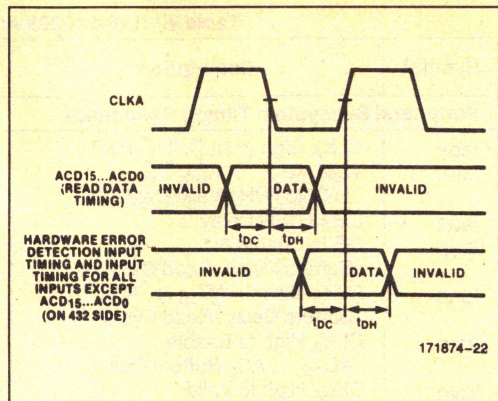 CLKA
ACD15...ACD0
(READ DATA
TIMING)
INVALID
DATA
INVALID
tDC
tDH
HARDWARE ERROR
DETECTION INPUT
TIMING AND INPUT
TIMING FOR ALL
INPUTS EXCEPT
ACD15...ACD0
(ON 432 SIDE)
INVALID
DATA
INVALID
tDC
tDH
171874-22